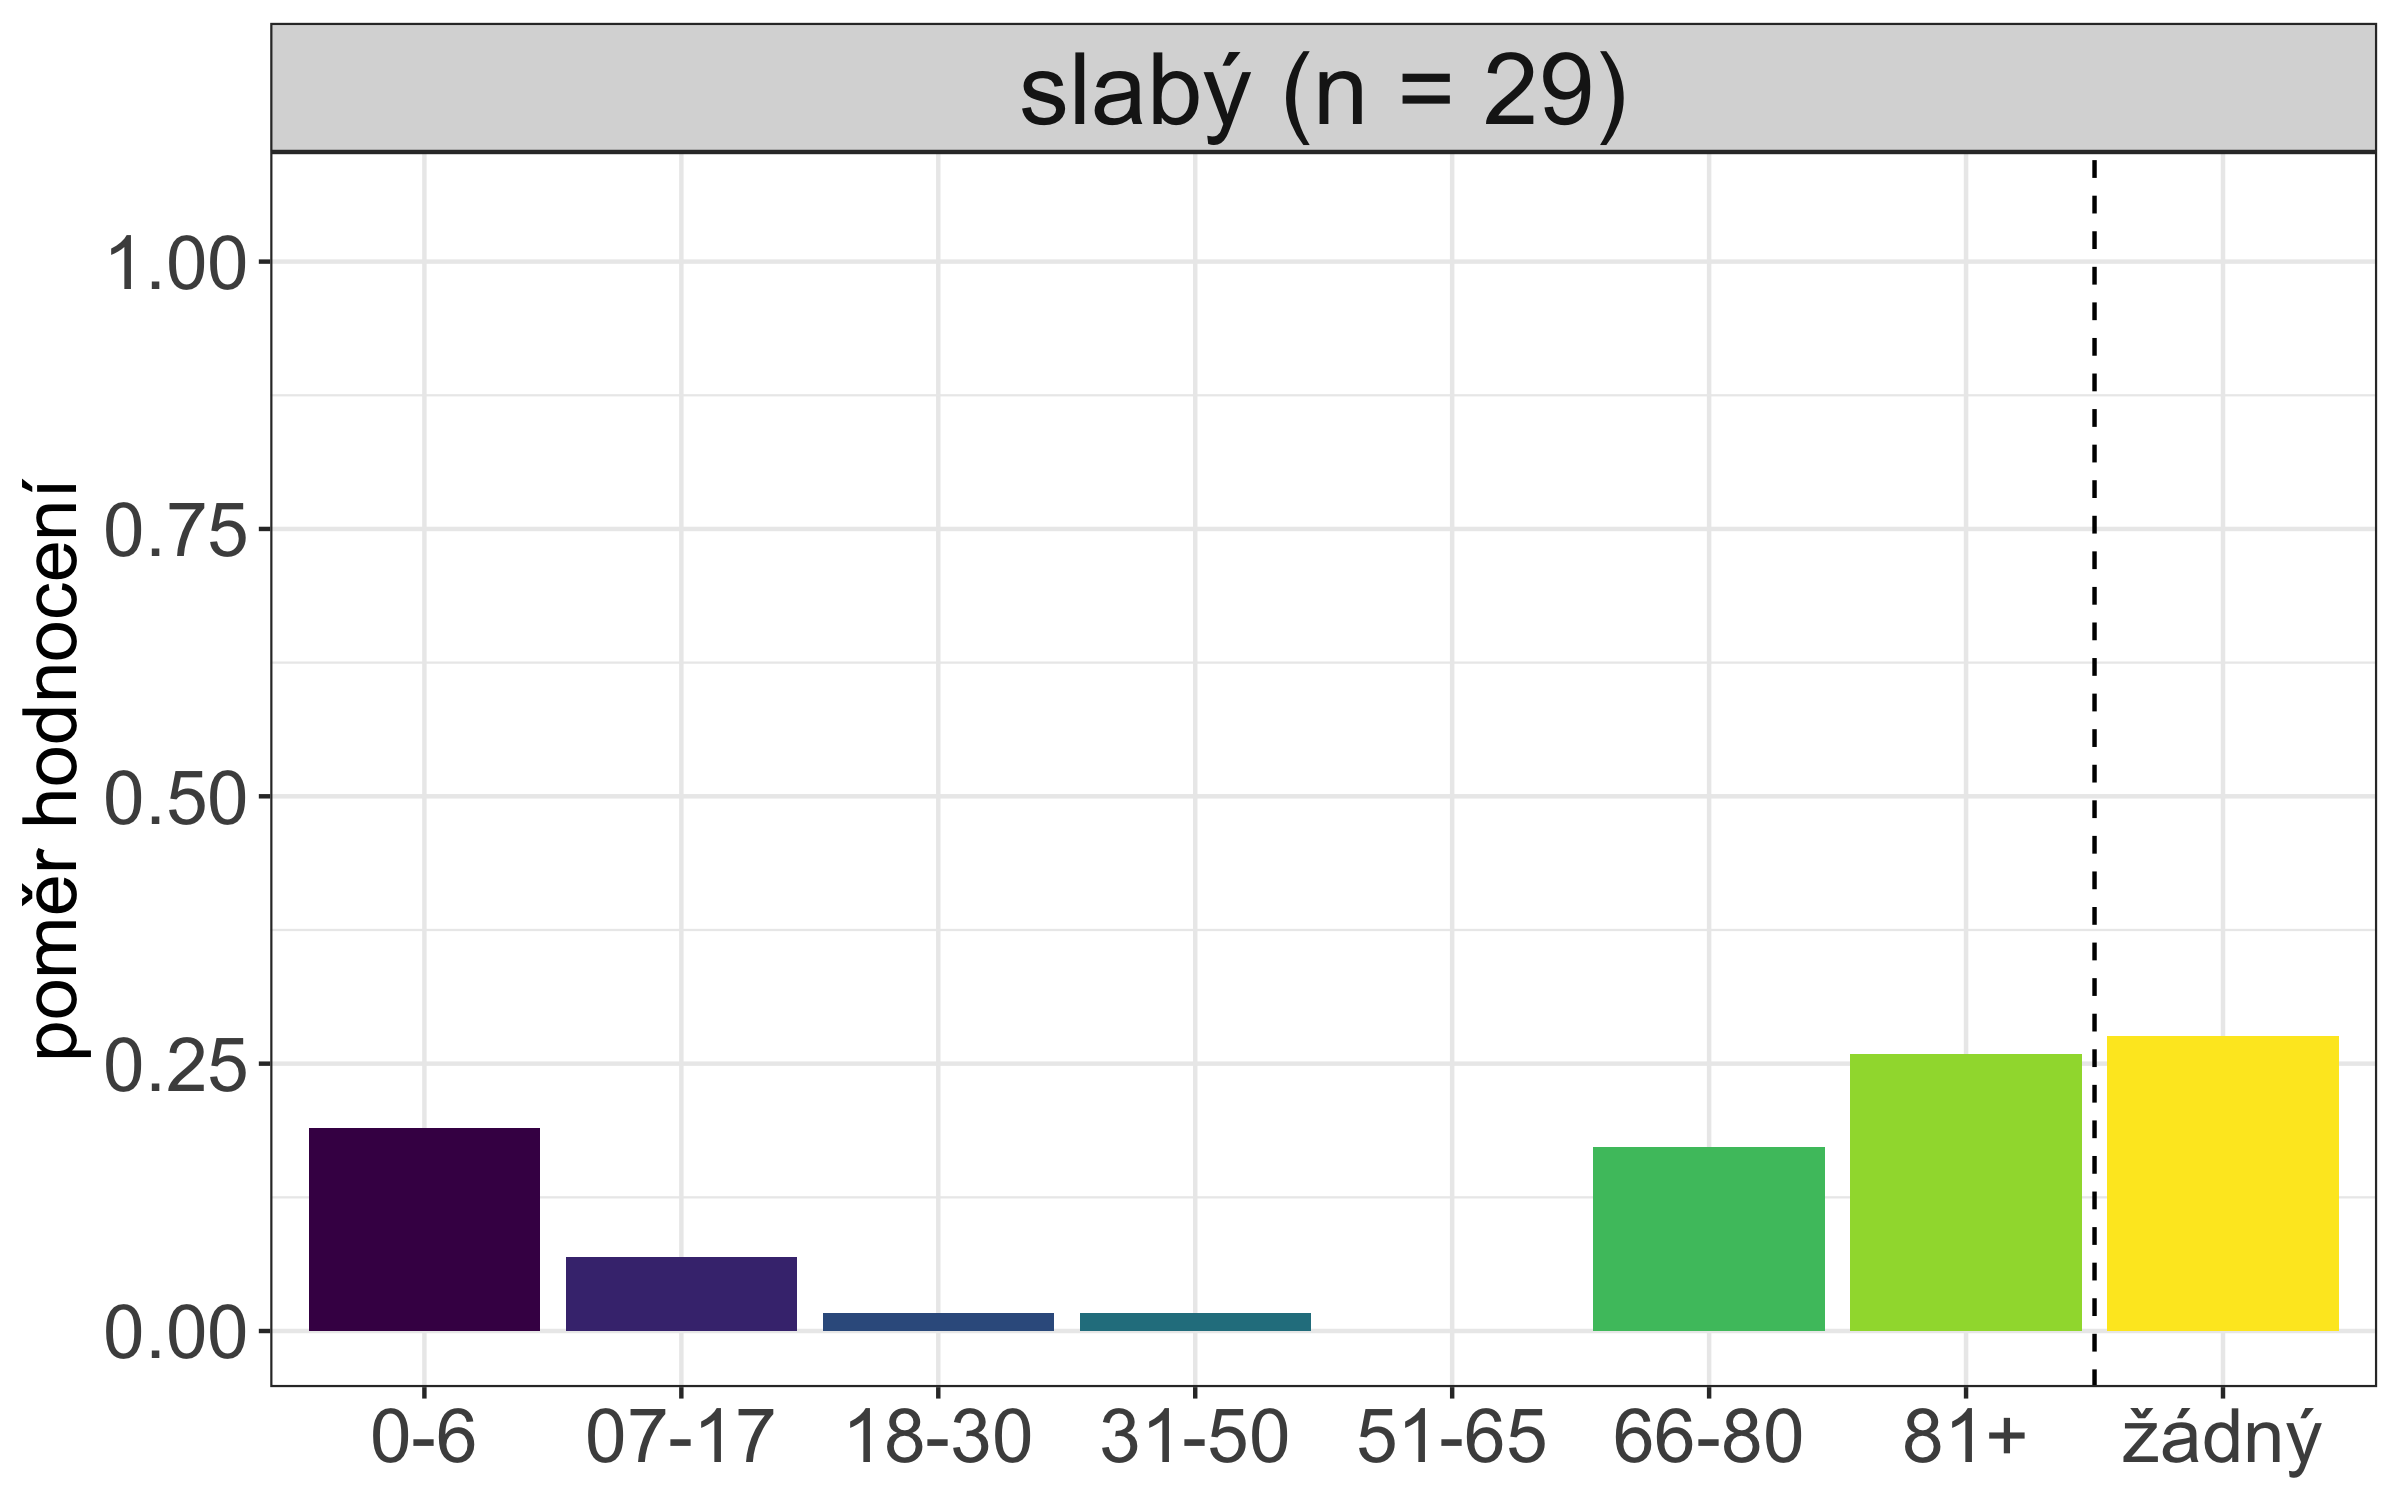 slabý (n = 29)
poměr hodnocení
1.00
0.75
0.50
0.25
0.00
0-6 07-17 18-30 31-50 51-65 66-80 81+ žádný